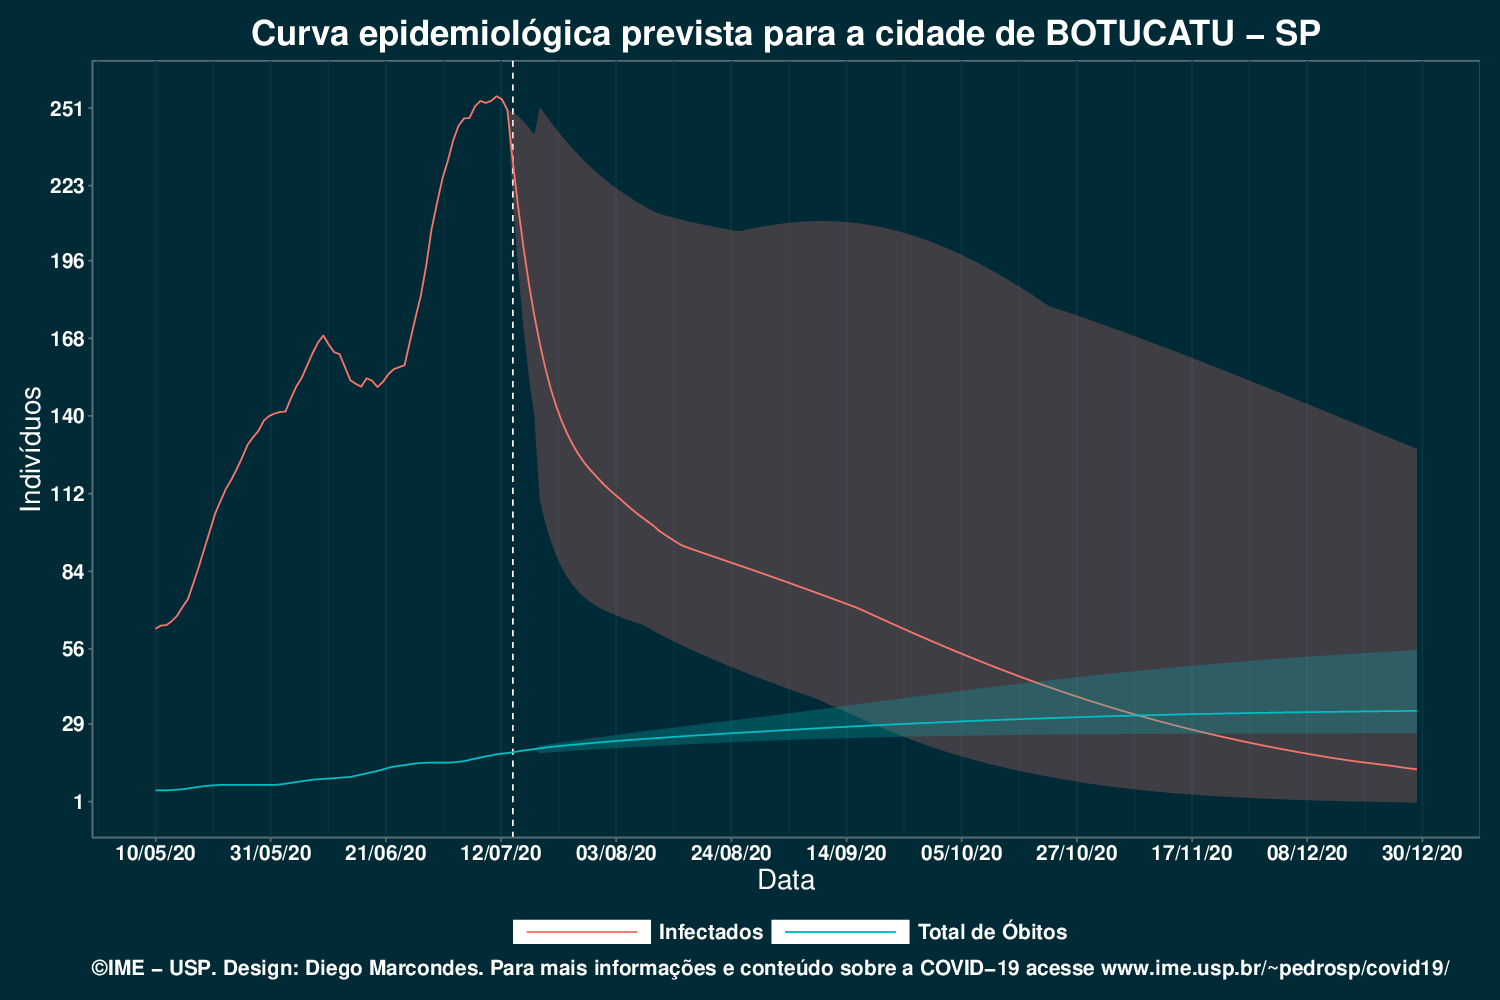 Curva epidemiológica prevista para a cidade de BOTUCATU – SP
Indivíduos
251
223
196
168
140
112
84
56
29
1
10/05/20 31/05/20 21/06/20 12/07/20 03/08/20 24/08/20 14/09/20 05/10/20 27/10/20 17/11/20 08/12/20 30/12/20
Data
Infectados Total de Óbitos
©IME – USP. Design: Diego Marcondes. Para mais informações e conteúdo sobre a COVID–19 acesse www.ime.usp.br/~pedrosp/covid19/